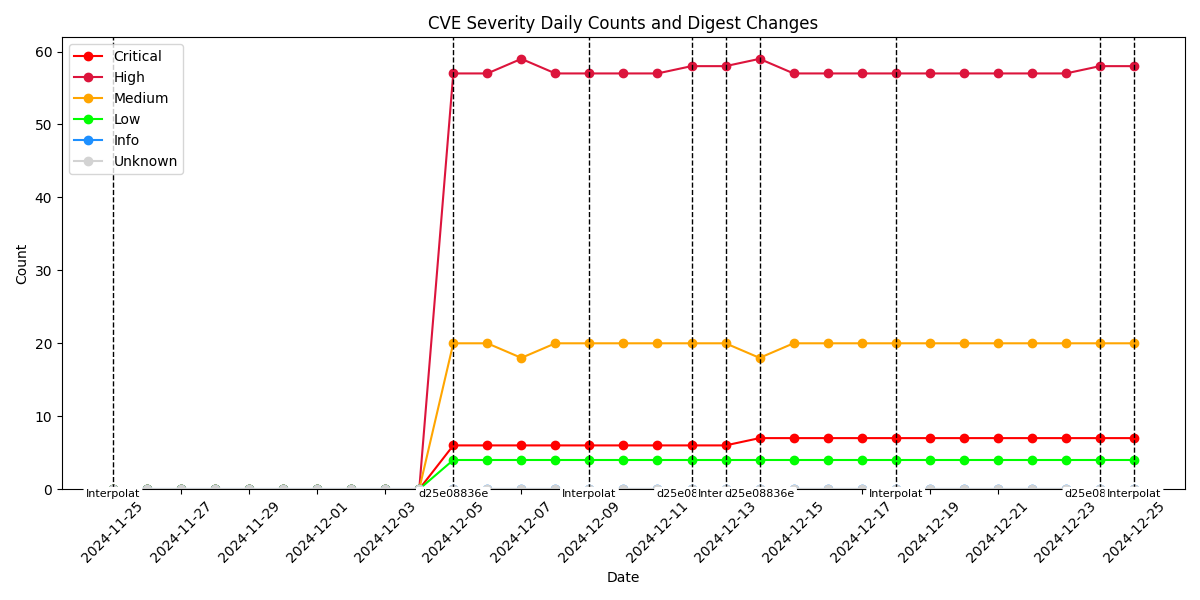 CVE Severity Daily Counts and Digest Changes
Critical
High
Medium
Low
Info
Unknown
Count
60
50
40
30
20
10
0
Interpolat
d25e08836e
Interpolat
d25e08
Inter
d25e08836e
Interpolat
d25e08
Interpolat
2024-11-25
2024-11-27
2024-11-29
2024-12-01
2024-12-03
2024-12-05
2024-12-07
2024-12-09
2024-12-11
2024-12-13
2024-12-15
2024-12-17
2024-12-19
2024-12-21
2024-12-23
2024-12-25
Date